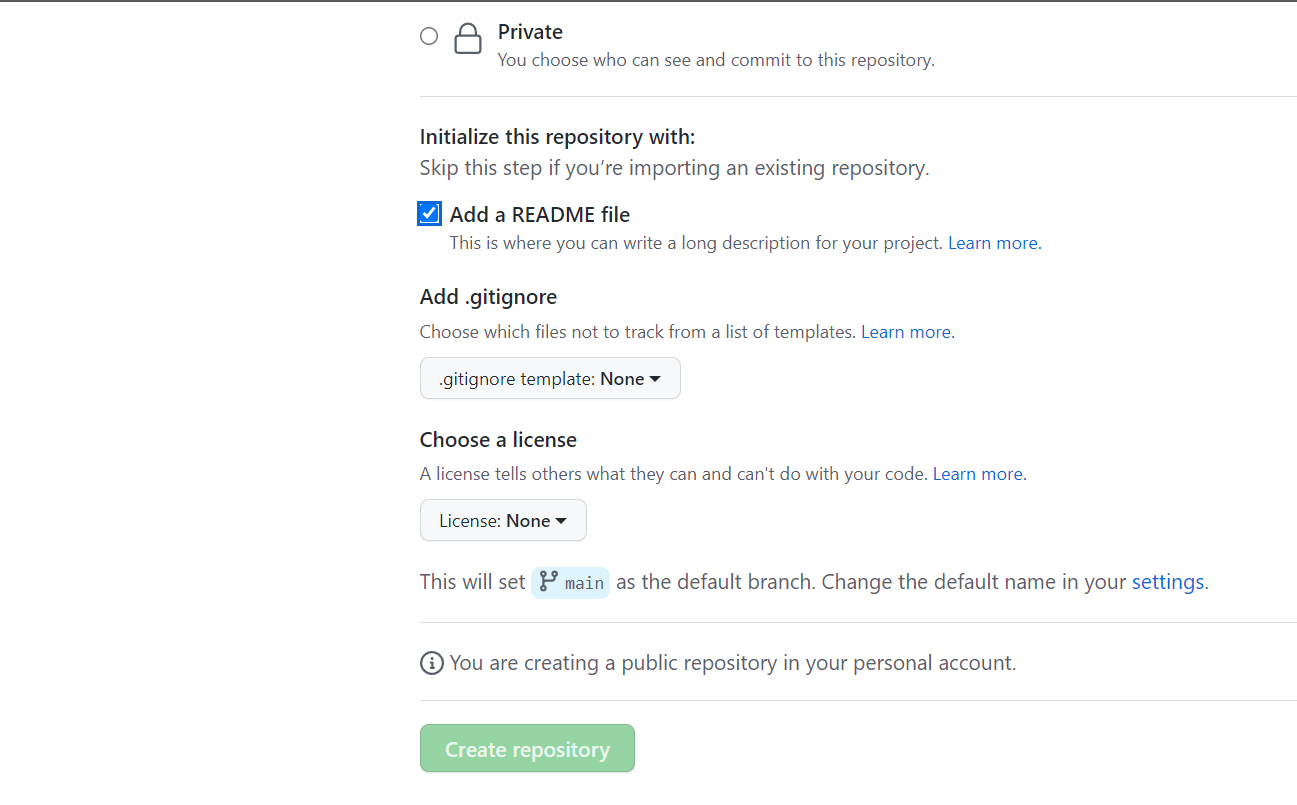 Private
You choose who can see and commit to this repository.
Initialize this repository with:
Skip this step if you’re importing an existing repository.
Add a README file
This is where you can write a long description for your project. Learn more.
Add .gitignore
Choose which files not to track from a list of templates. Learn more.
.gitignore template: None
Choose a license
A license tells others what they can and can't do with your code. Learn more.
License: None
This will set main as the default branch. Change the default name in your settings.
You are creating a public repository in your personal account.
Create repository